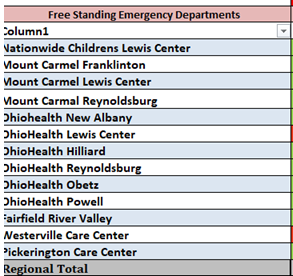 Free Standing Emergency Departments
Column1
Nationwide Childrens Lewis Center
Mount Carmel Franklinton
Mount Carmel Lewis Center
Mount Carmal Reynoldsburg
OhioHealth New Albany
OhioHealth Lewis Center
OhioHealth Hilliard
OhioHealth Reynoldsburg
OhioHealth Obetz
OhioHealth Powell
Fairfield River Valley
Westerville Care Center
Pickerington Care Center
Regional Total